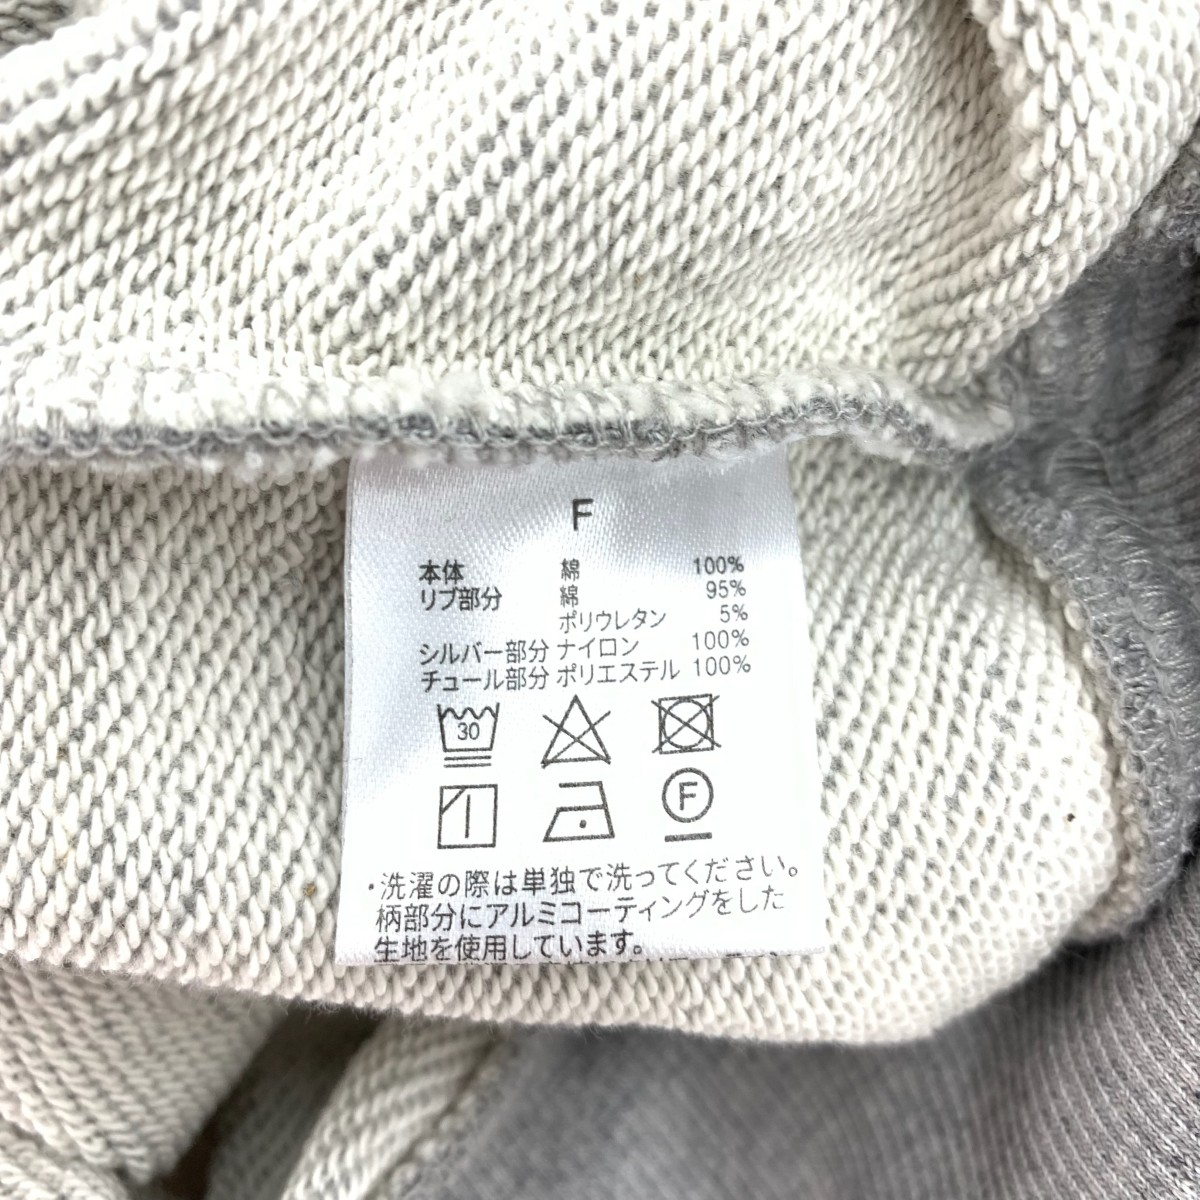 F
本体 綿 100%
リブ部分 綿 95%
ポリウレタン 5%
シルバー部分 ナイロン 100%
チュール部分 ポリエステル 100%
30
F
・洗濯の際は単独で洗ってください。
柄部分にアルミコーティングをした
生地を使用しています。